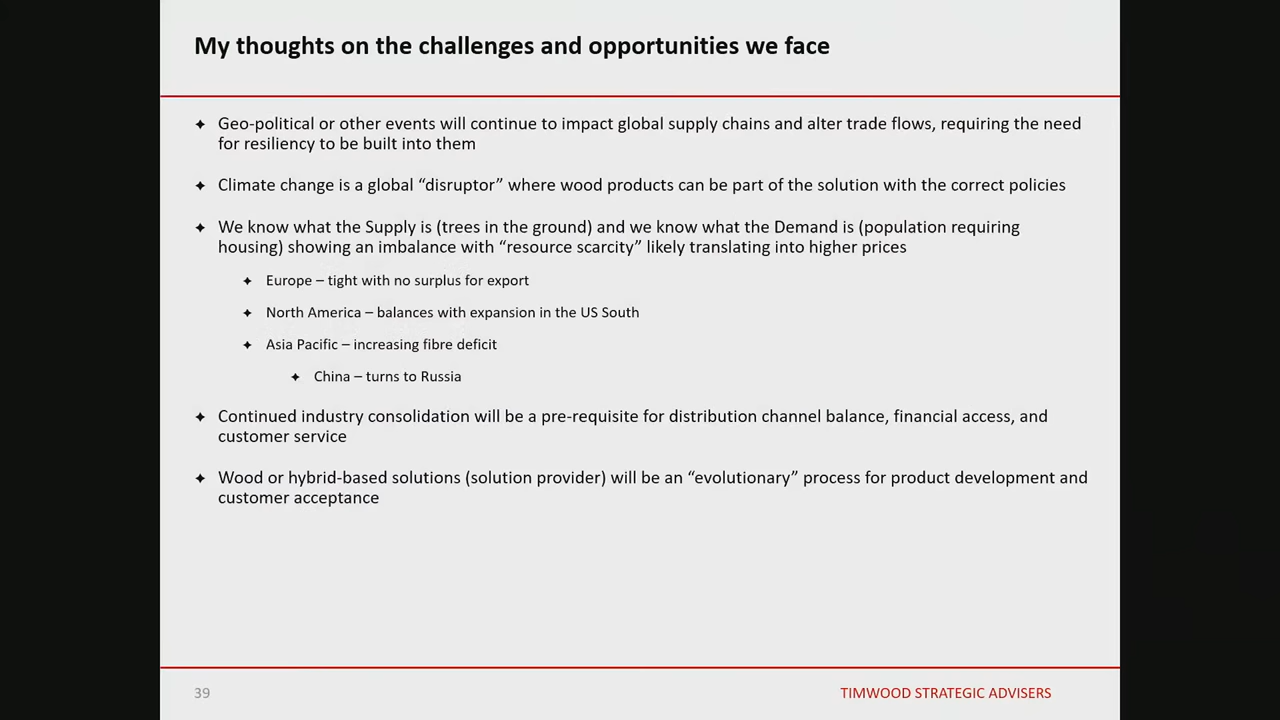 My thoughts on the challenges and opportunities we face
Geo-political or other events will continue to impact global supply chains and alter trade flows, requiring the need
for resiliency to be built into them
Climate change is a global “disruptor” where wood products can be part of the solution with the correct policies
We know what the Supply is (trees in the ground) and we know what the Demand is (population requiring
housing) showing an imbalance with “resource scarcity” likely translating into higher prices
Europe – tight with no surplus for export
North America – balances with expansion in the US South
Asia Pacific – increasing fibre deficit
China – turns to Russia
Continued industry consolidation will be a pre-requisite for distribution channel balance, financial access, and
customer service
Wood or hybrid-based solutions (solution provider) will be an “evolutionary” process for product development and
customer acceptance
39
TIMWOOD STRATEGIC ADVISERS